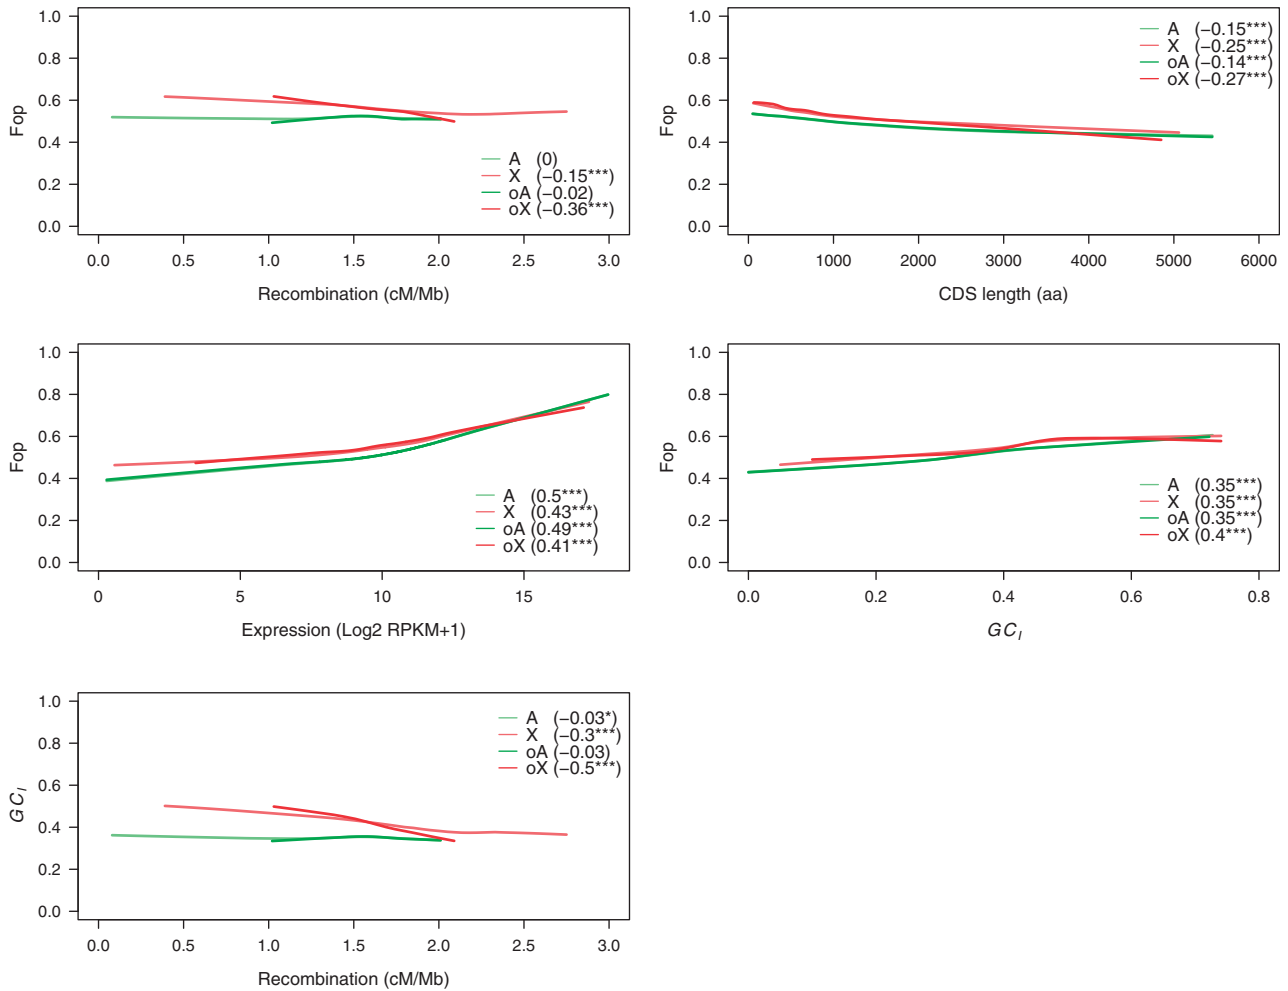 1.0
0.8
0.6
0.4
0.2
0.0
Fop
A (0)
X (−0.15***)
oA (−0.02)
oX (−0.36***)
0.0 0.5 1.0 1.5 2.0 2.5 3.0
Recombination (cM/Mb)
1.0
0.8
0.6
0.4
0.2
0.0
Fop
A (−0.15***)
X (−0.25***)
oA (−0.14***)
oX (−0.27***)
0 1000 2000 3000 4000 5000 6000
CDS length (aa)
1.0
0.8
0.6
0.4
0.2
0.0
Fop
A (0.5***)
X (0.43***)
oA (0.49***)
oX (0.41***)
0 5 10 15
Expression (Log2 RPKM+1)
1.0
0.8
0.6
0.4
0.2
0.0
Fop
A (0.35***)
X (0.35***)
oA (0.35***)
oX (0.4***)
0.0 0.2 0.4 0.6 0.8
GC_I
1.0
0.8
0.6
0.4
0.2
0.0
GC_I
A (−0.03*)
X (−0.3***)
oA (−0.03)
oX (−0.5***)
0.0 0.5 1.0 1.5 2.0 2.5 3.0
Recombination (cM/Mb)